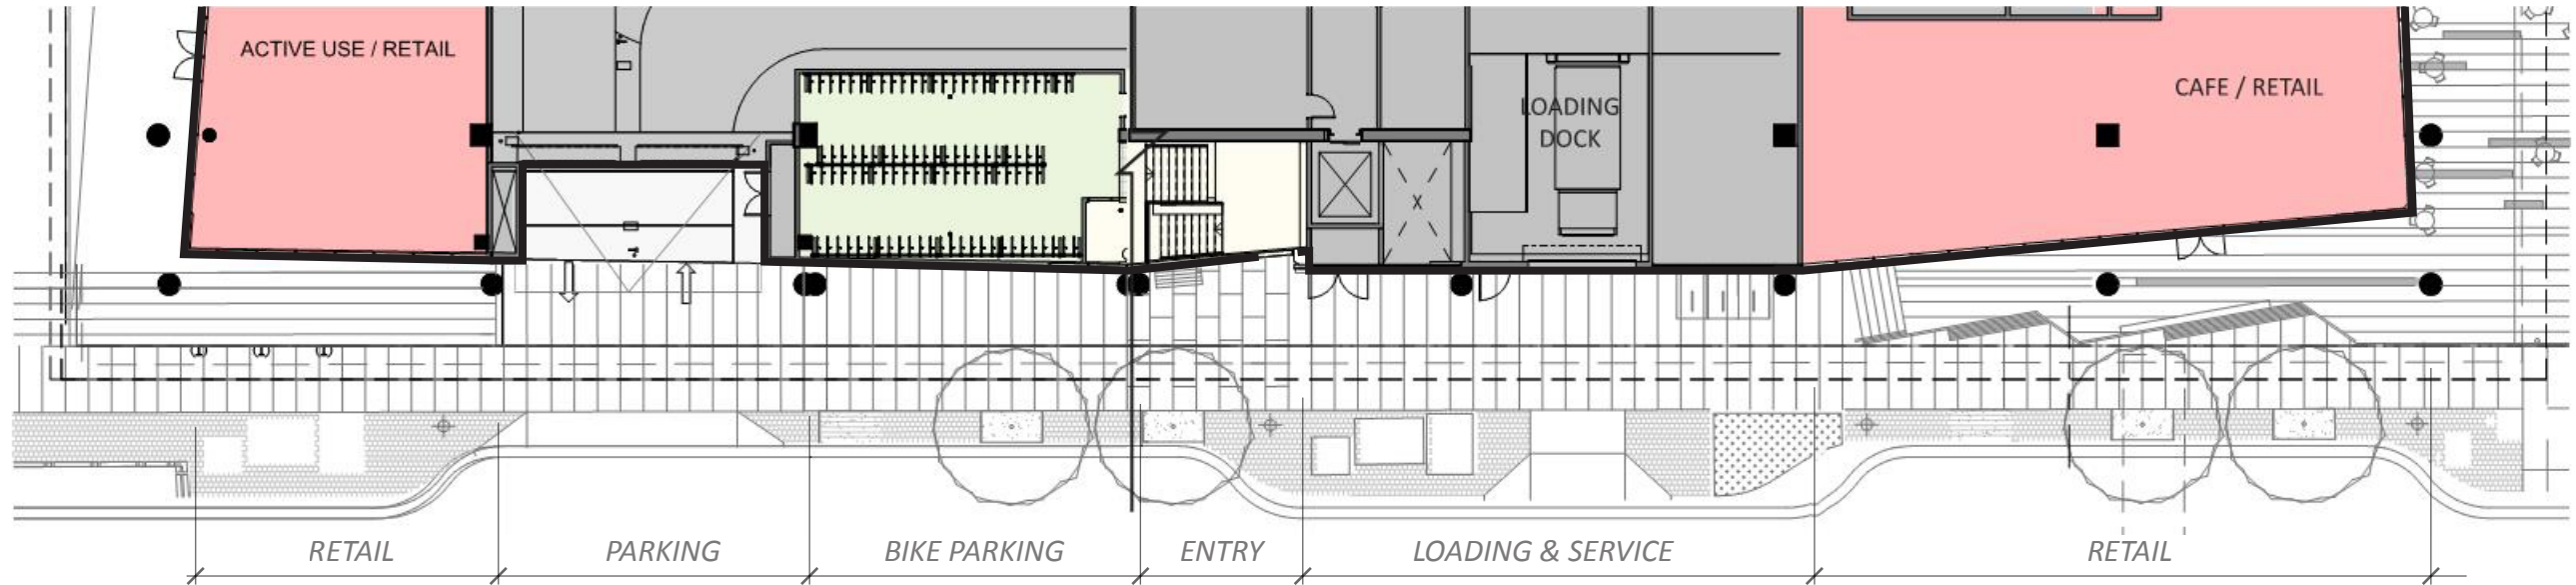 ACTIVE USE / RETAIL
CAFE / RETAIL
LOADING
DOCK
X
RETAIL
PARKING
BIKE PARKING
ENTRY
LOADING & SERVICE
RETAIL